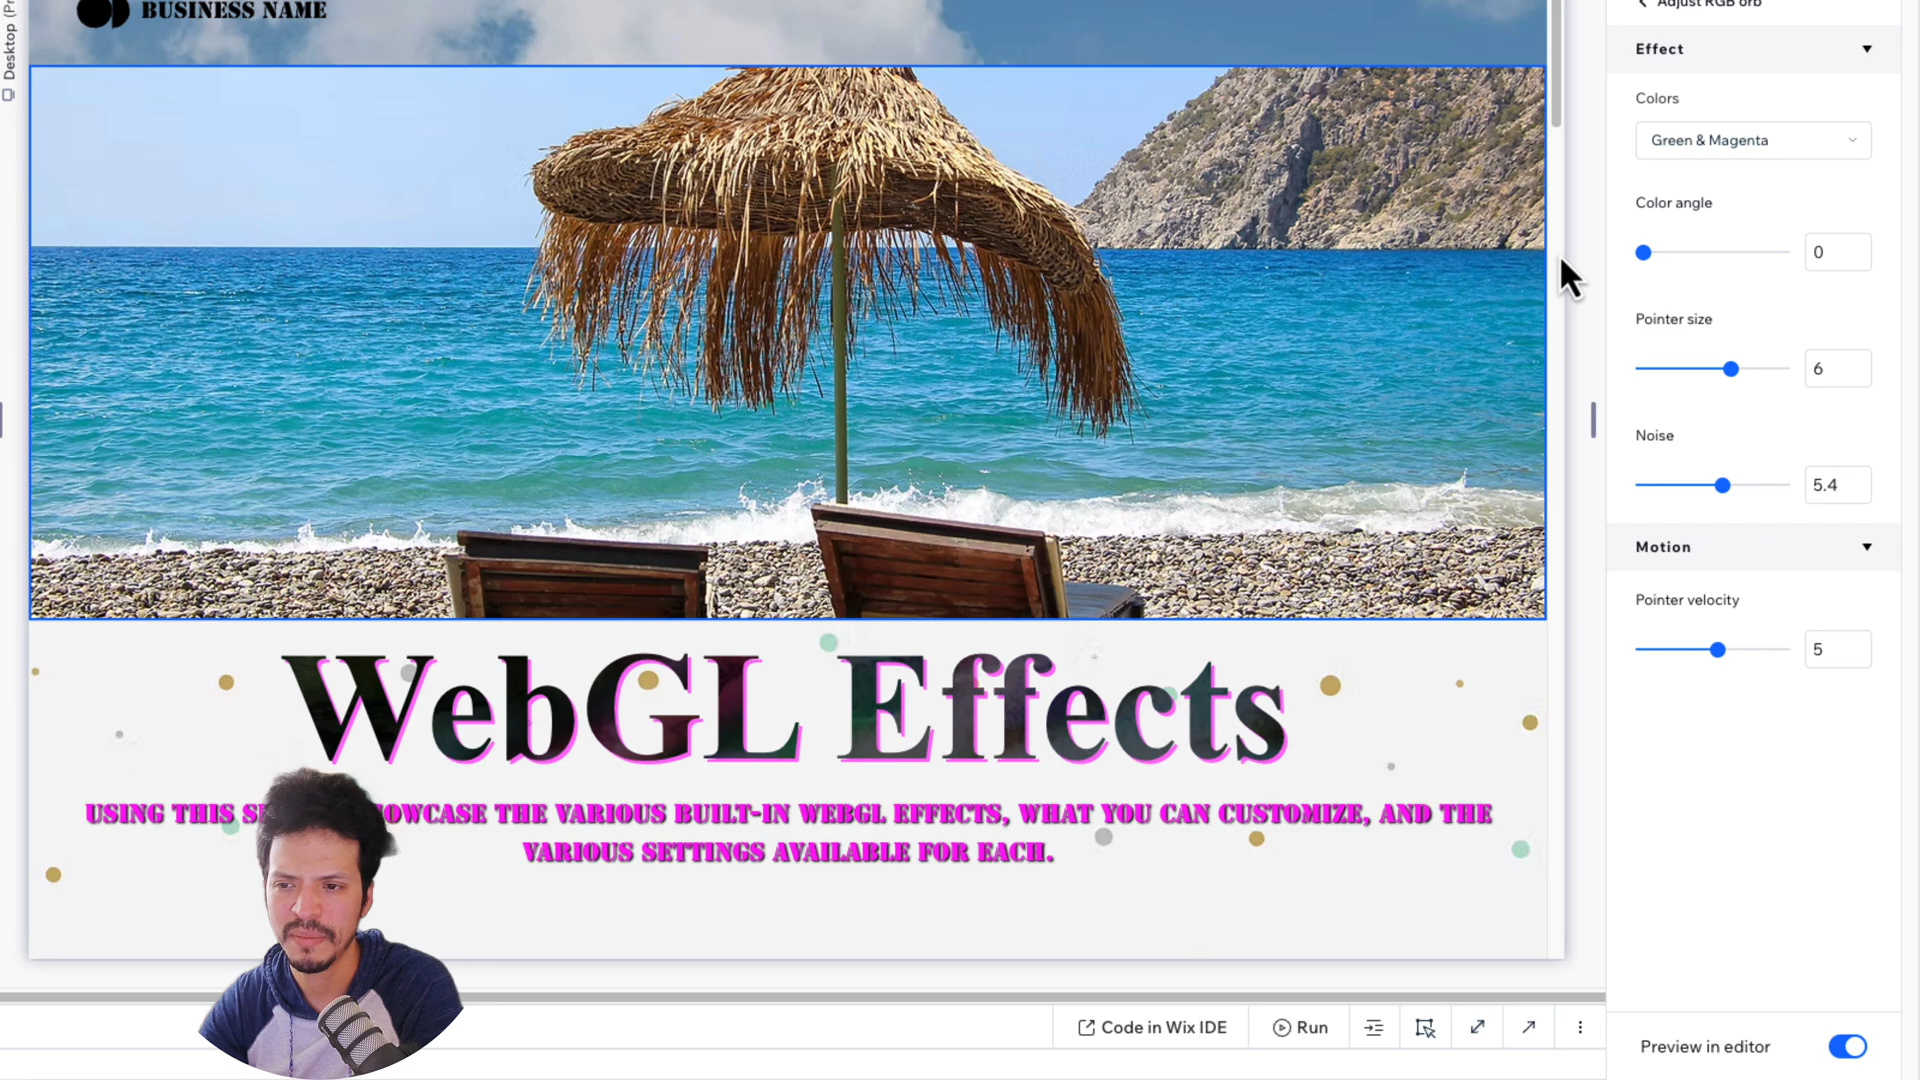 Desktop (Pr
BUSINESS NAME
Adjust RGB orb
Effect
Colors
Green & Magenta
Color angle
0
Pointer size
6
Noise
5.4
Motion
Pointer velocity
5
WebGL Effects
USING THIS S OWCASE THE VARIOUS BUILT-IN WEBGL EFFECTS, WHAT YOU CAN CUSTOMIZE, AND THE
VARIOUS SETTINGS AVAILABLE FOR EACH.
Code in Wix IDE
Run
Preview in editor